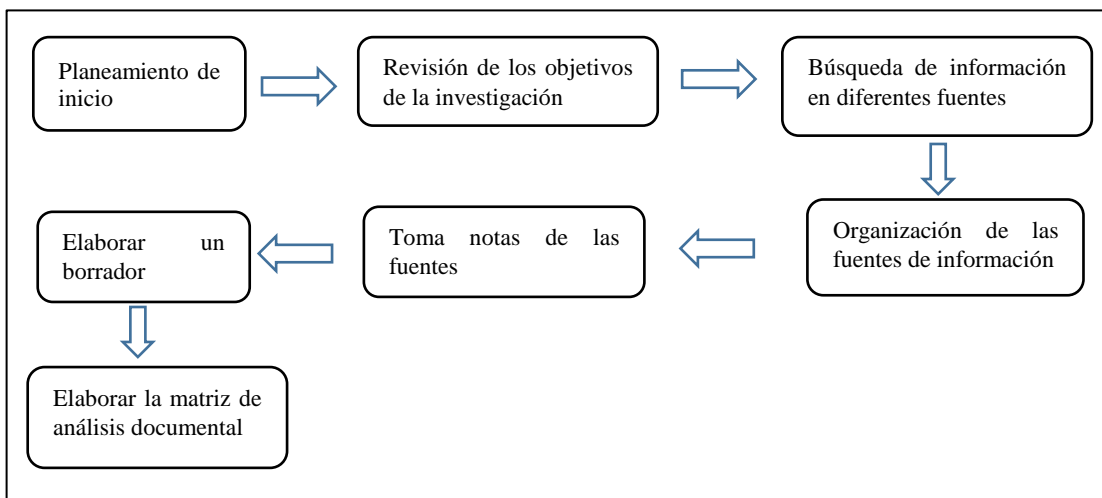 Planeamiento de
inicio
Revisión de los objetivos
de la investigación
Búsqueda de información
en diferentes fuentes
Organización de las
fuentes de información
Toma notas de las
fuentes
Elaborar un
borrador
Elaborar la matriz de
análisis documental